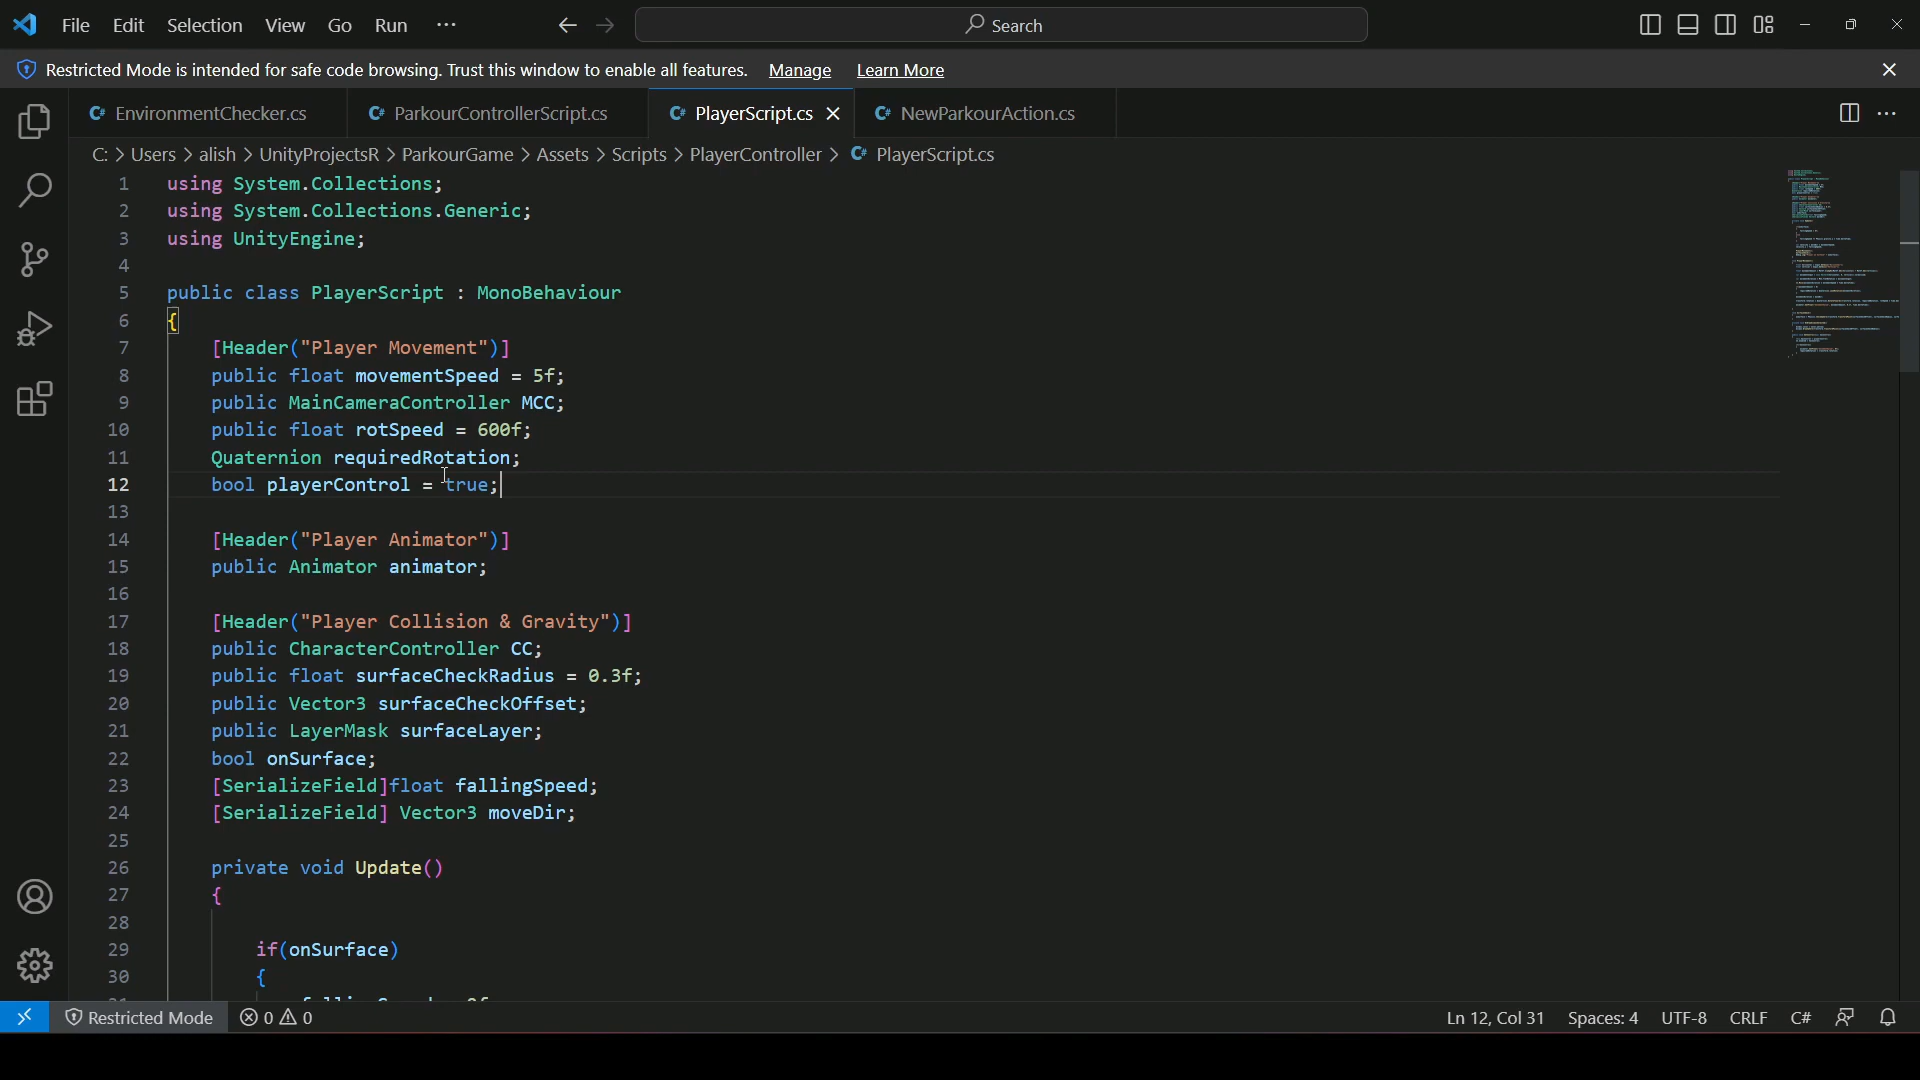 File Edit Selection View Go Run ··· Search
Restricted Mode is intended for safe code browsing. Trust this window to enable all features. Manage Learn More
C# EnvironmentChecker.cs C# ParkourControllerScript.cs C# PlayerScript.cs C# NewParkourAction.cs
C: > Users > alish > UnityProjectsR > ParkourGame > Assets > Scripts > PlayerController > C# PlayerScript.cs
1 using System.Collections;
2 using System.Collections.Generic;
3 using UnityEngine;
4
5 public class PlayerScript : MonoBehaviour
6 {
7 [Header("Player Movement")]
8 public float movementSpeed = 5f;
9 public MainCameraController MCC;
10 public float rotSpeed = 600f;
11 Quaternion requiredRotation;
12 bool playerControl = true;
13
14 [Header("Player Animator")]
15 public Animator animator;
16
17 [Header("Player Collision & Gravity")]
18 public CharacterController CC;
19 public float surfaceCheckRadius = 0.3f;
20 public Vector3 surfaceCheckOffset;
21 public LayerMask surfaceLayer;
22 bool onSurface;
23 [SerializeField]float fallingSpeed;
24 [SerializeField] Vector3 moveDir;
25
26 private void Update()
27 {
28
29 if(onSurface)
30 {
Restricted Mode 0 0 Ln 12, Col 31 Spaces: 4 UTF-8 CRLF C#